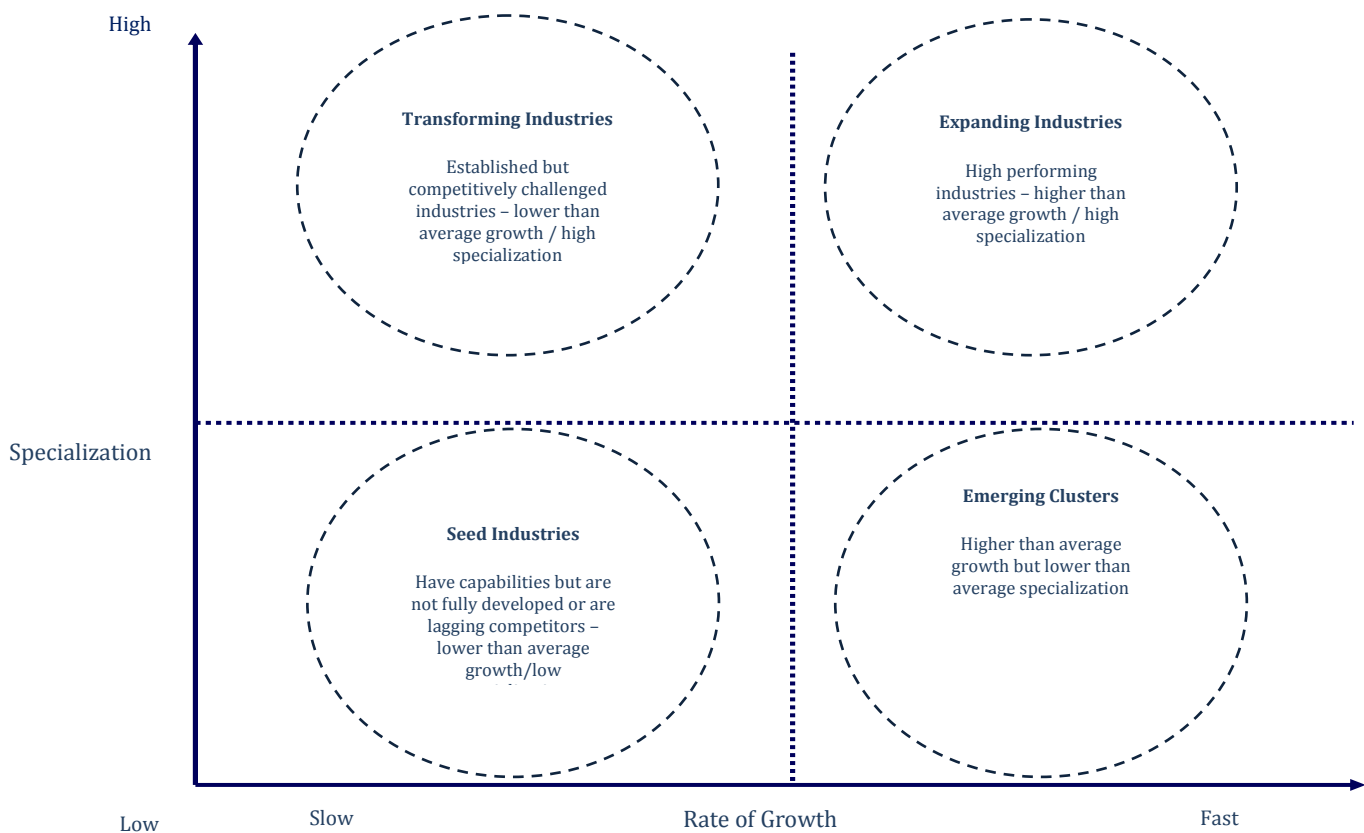 High
Transforming Industries
Established but
competitively challenged
industries – lower than
average growth / high
specialization
Expanding Industries
High performing
industries – higher than
average growth / high
specialization
Specialization
Seed Industries
Have capabilities but are
not fully developed or are
lagging competitors –
lower than average
growth/low
Emerging Clusters
Higher than average
growth but lower than
average specialization
Low
Slow
Rate of Growth
Fast